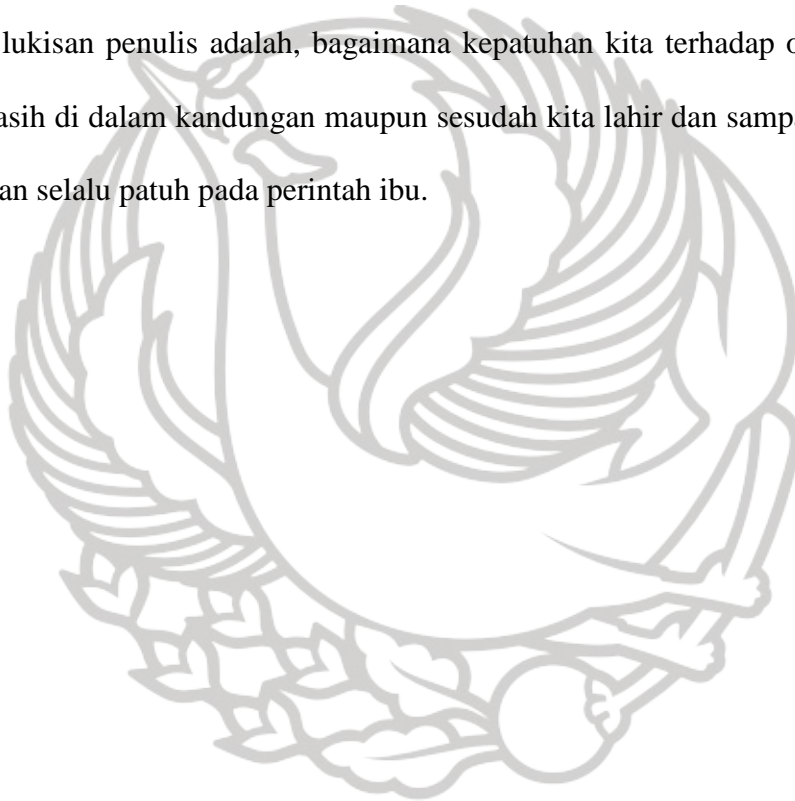 lukisan penulis adalah, bagaimana kepatuhan kita terhadap
asih di dalam kandungan maupun sesudah kita lahir dan samp
an selalu patuh pada perintah ibu.